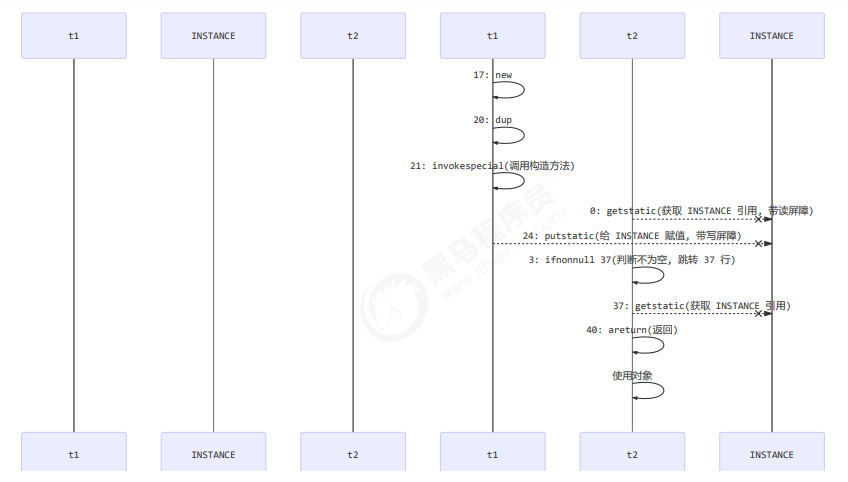 t1 INSTANCE t2 t1 t2 INSTANCE
17: new
20: dup
21: invokespecial(调用构造方法)
0: getstatic(获取 INSTANCE 引用, 带读屏障)
24: putstatic(给 INSTANCE 赋值, 带写屏障)
3: ifnonnull 37(判断不为空, 跳转 37 行)
37: getstatic(获取 INSTANCE 引用)
40: areturn(返回)
使用对象
t1 INSTANCE t2 t1 t2 INSTANCE
黑马程序员